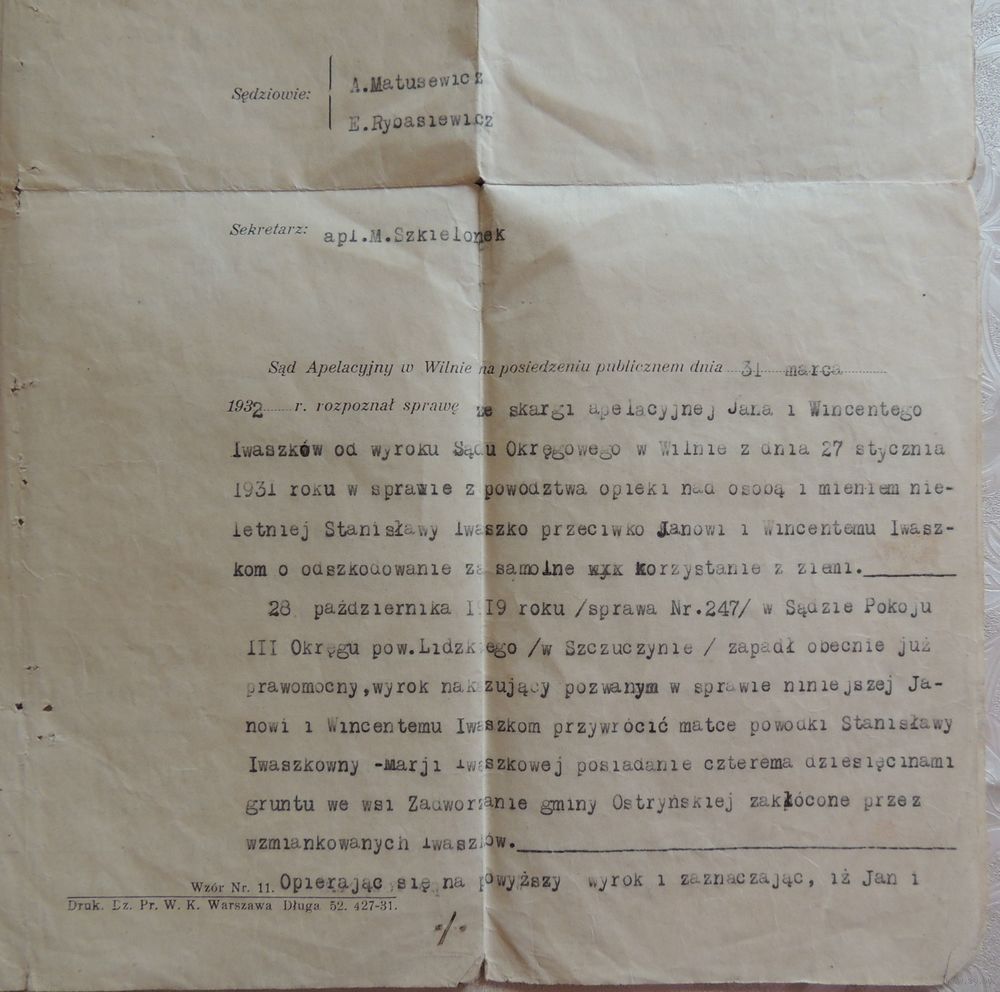 Sędziowie: A.Matusewicz
E.Rybasiewicz
Sekretarz: apl.M.Szkielonek
Sąd Apelacyjny w Wilnie na posiedzeniu publicznem dnia 31 marca
1932 r. rozpoznał sprawę ze skargi apelacyjnej Jana i Wincentego
Iwaszków od wyroku Sądu Okręgowego w Wilnie z dnia 27 stycznia
1931 roku w sprawie z powodztwa opieki nad osobą i mieniem nie-
letniej Stanisławy Iwaszko przeciwko Janowi i Wincentemu Iwasz-
kom o odszkodowanie za samolne korzystanie z ziemi.
28 października 1919 roku /sprawa Nr.247/ w Sądzie Pokoju
III Okręgu pow.Lidzkiego /w Szczuczynie / zapadł obecnie już
prawomocny,wyrok nakazujący pozwanym w sprawie niniejszej Ja-
nowi i Wincentemu Iwaszkom przywrócić matce powodki Stanisławy
Iwaszkowny -Marji Iwaszkowej posiadanie czterema dziesięcinami
gruntu we wsi Zadworzanie gminy Ostryńskiej zakłócone przez
wzmiankowanych Iwaszków.
Opierając się na powyższy wyrok i zaznaczając, iż Jan i
Wzór Nr. 11.
Druk. Dz. Pr. W. K. Warszawa Długa 52. 427-31.
./.